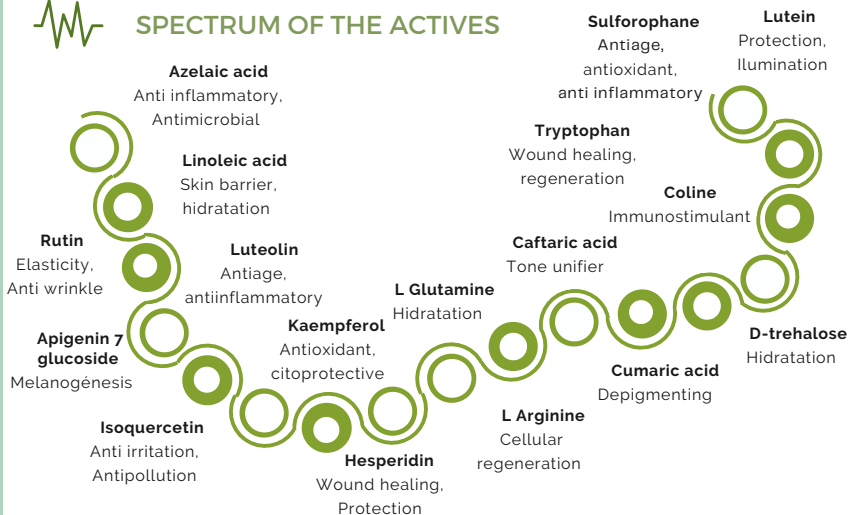 SPECTRUM OF THE ACTIVES
Azelaic acid
Anti inflammatory,
Antimicrobial
Linoleic acid
Skin barrier,
hidratation
Rutin
Elasticity,
Anti wrinkle
Luteolin
Antiage,
antiinflammatory
Apigenin 7
glucoside
Melanogénesis
Kaempferol
Antioxidant,
citoprotective
Isoquercetin
Anti irritation,
Antipollution
Hesperidin
Wound healing,
Protection
L Glutamine
Hidratation
L Arginine
Cellular
regeneration
Caftaric acid
Tone unifier
Cumaric acid
Depigmenting
D-trehalose
Hidratation
Coline
Immunostimulant
Tryptophan
Wound healing,
regeneration
Sulforophane
Antiage,
antioxidant,
anti inflammatory
Lutein
Protection,
Ilumination